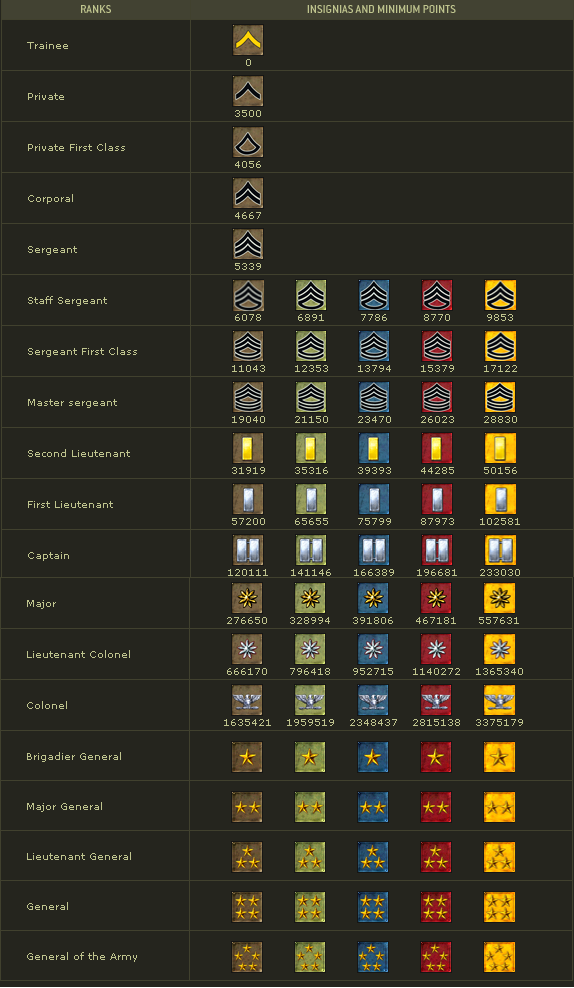 RANKS INSIGNIAS AND MINIMUM POINTS
Trainee
0
Private
3500
Private First Class
4056
Corporal
4667
Sergeant
5339
Staff Sergeant
6078 6891 7786 8770 9853
Sergeant First Class
11043 12353 13794 15379 17122
Master sergeant
19040 21150 23470 26023 28830
Second Lieutenant
31919 35316 39393 44285 50156
First Lieutenant
57200 65655 75799 87973 102581
Captain
120111 141146 166389 196681 233030
Major
276650 328994 391806 467181 557631
Lieutenant Colonel
666170 796418 952715 1140272 1365340
Colonel
1635421 1959519 2348437 2815138 3375179
Brigadier General
Major General
Lieutenant General
General
General of the Army